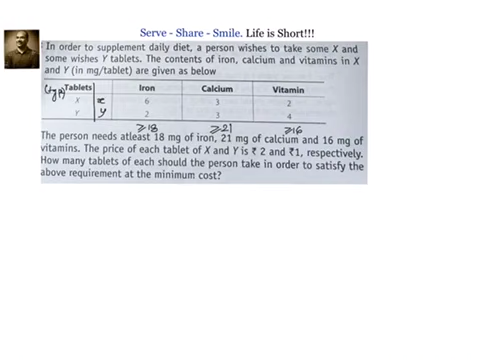 Serve - Share - Smile. Life is Short!!!
In order to supplement daily diet, a person wishes to take some X and
some wishes Y tablets. The contents of iron, calcium and vitamins in X
and Y (in mg/tablet) are given as below
Tablets Iron Calcium Vitamin
X x 6 3 2
Y y 2 3 4
≥18 ≥21 ≥16
The person needs atleast 18 mg of iron, 21 mg of calcium and 16 mg of
vitamins. The price of each tablet of X and Y is ₹ 2 and ₹1, respectively.
How many tablets of each should the person take in order to satisfy the
above requirement at the minimum cost?